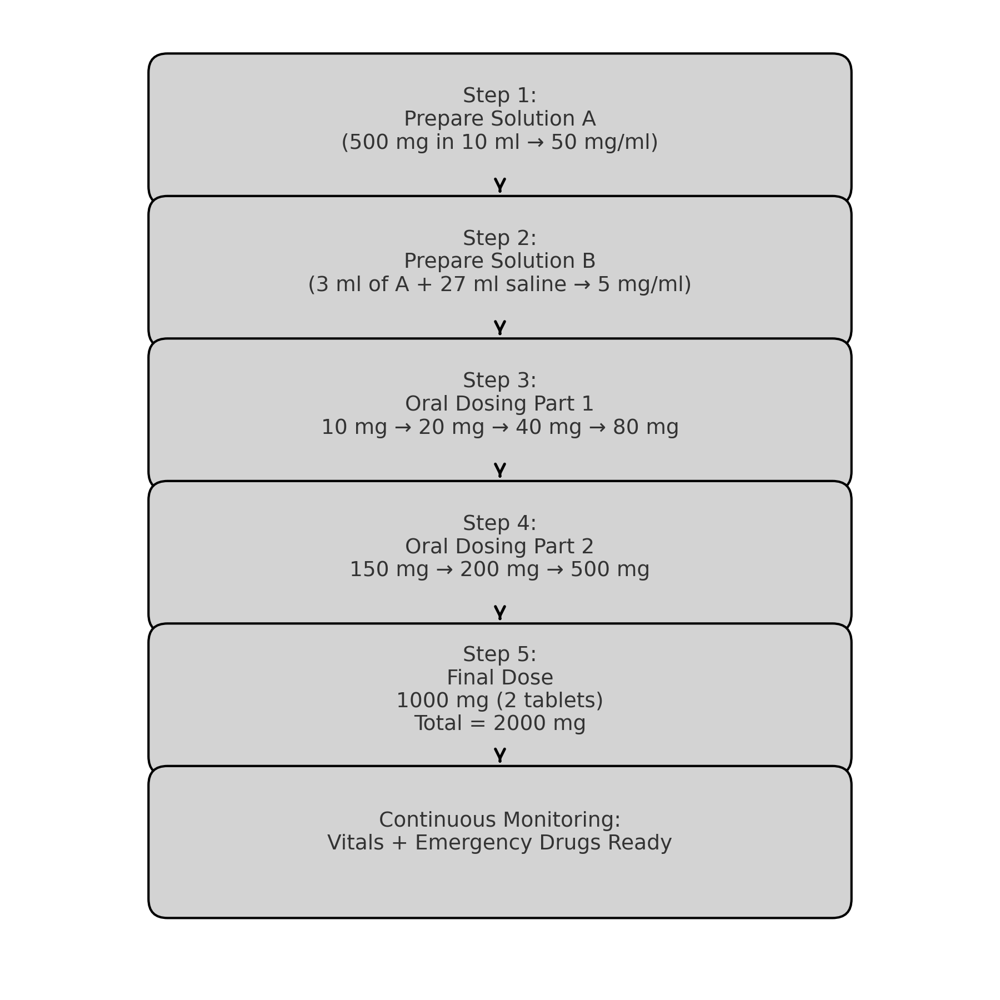 Step 1:
Prepare Solution A
(500 mg in 10 ml → 50 mg/ml)
Step 2:
Prepare Solution B
(3 ml of A + 27 ml saline → 5 mg/ml)
Step 3:
Oral Dosing Part 1
10 mg → 20 mg → 40 mg → 80 mg
Step 4:
Oral Dosing Part 2
150 mg → 200 mg → 500 mg
Step 5:
Final Dose
1000 mg (2 tablets)
Total = 2000 mg
Continuous Monitoring:
Vitals + Emergency Drugs Ready